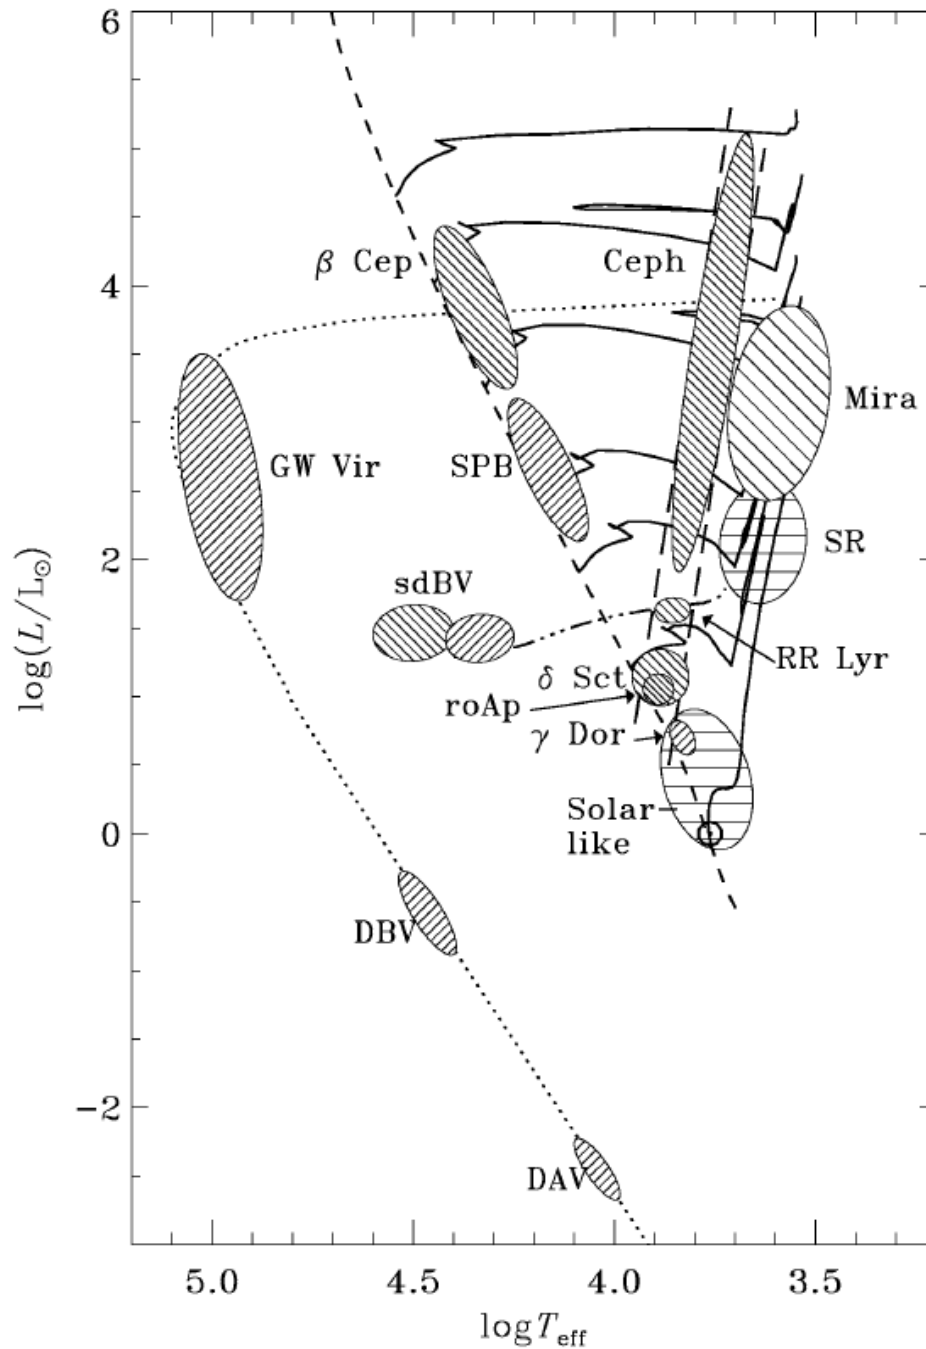 6
β Cep
Ceph
4
Mira
GW Vir
SPB
SR
2
sdBV
RR Lyr
δ Sct
roAp
γ Dor
Solar
like
0
DBV
−2
DAV
5.0
4.5
4.0
3.5
log T_eff
log(L/L☉)